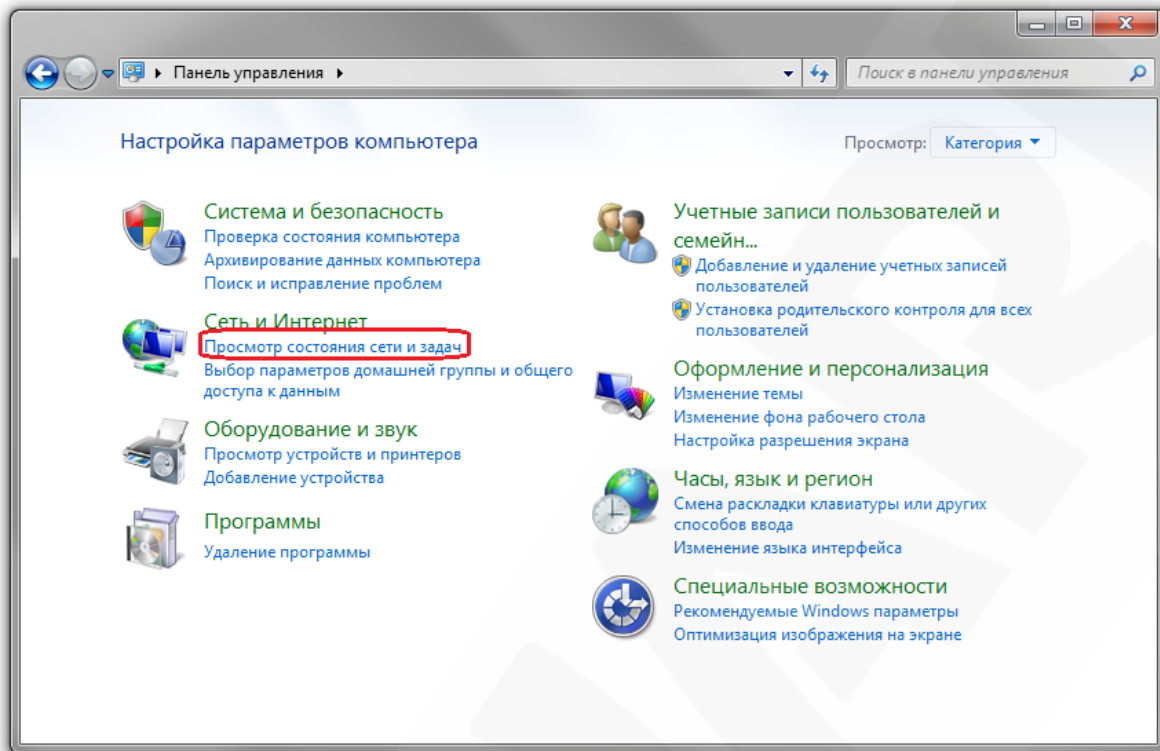 Панель управления
Поиск в панели управления
Настройка параметров компьютера
Просмотр: Категория
Система и безопасность
Проверка состояния компьютера
Архивирование данных компьютера
Поиск и исправление проблем
Сеть и Интернет
Просмотр состояния сети и задач
Выбор параметров домашней группы и общего
доступа к данным
Оборудование и звук
Просмотр устройств и принтеров
Добавление устройства
Программы
Удаление программы
Учетные записи пользователей и
семейн...
Добавление и удаление учетных записей
пользователей
Установка родительского контроля для всех
пользователей
Оформление и персонализация
Изменение темы
Изменение фона рабочего стола
Настройка разрешения экрана
Часы, язык и регион
Смена раскладки клавиатуры или других
способов ввода
Изменение языка интерфейса
Специальные возможности
Рекомендуемые Windows параметры
Оптимизация изображения на экране